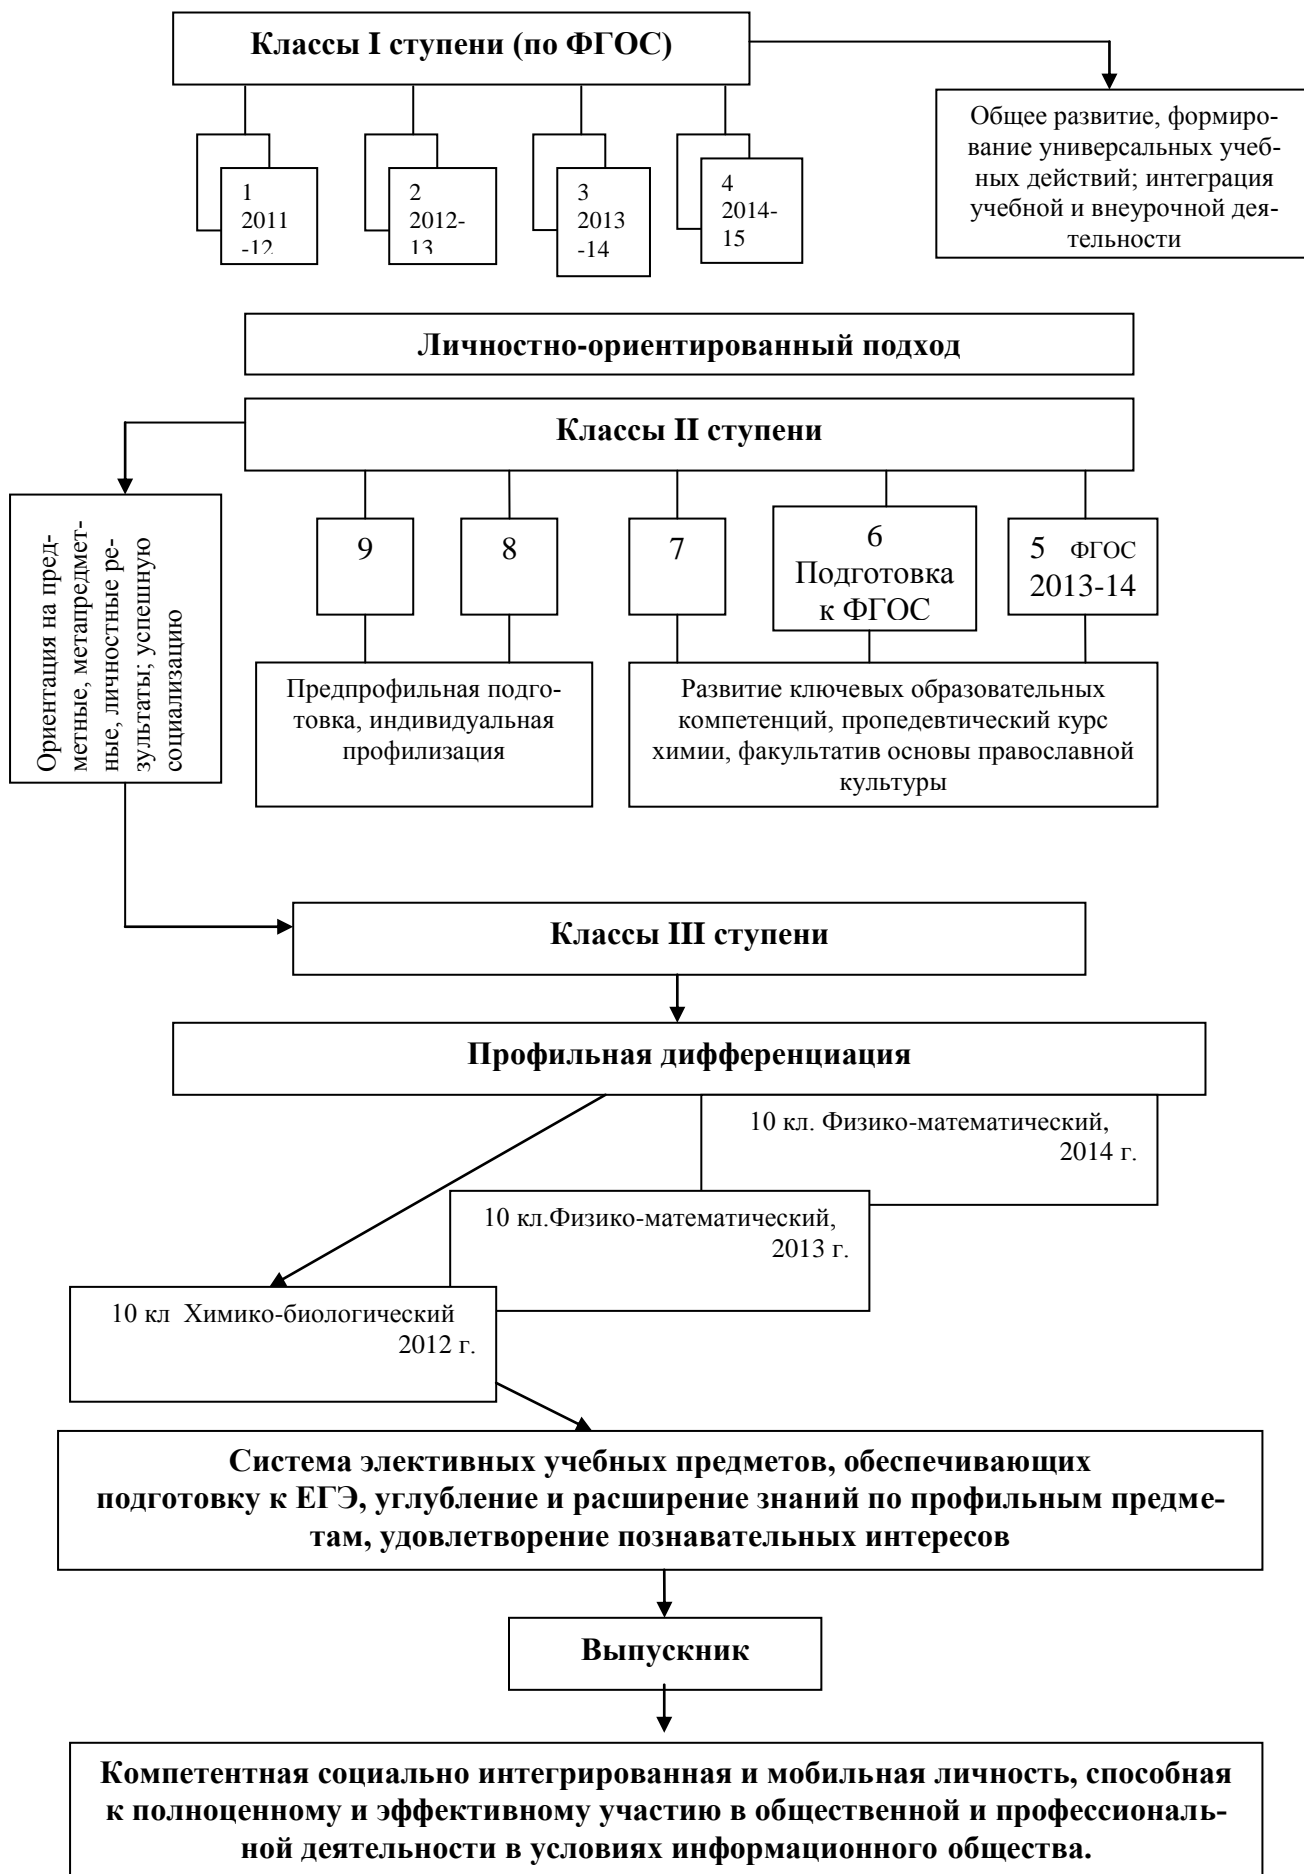 Классы I ступени (по ФГОС)
Общее развитие, формиро-
вание универсальных учеб-
ных действий; интеграция
учебной и внеурочной дея-
тельности
1
2011
-12
2
2012-
13
3
2013
-14
4
2014-
15
Личностно-ориентированный подход
Классы II ступени
Ориентация на пред-
метные, метапредмет-
ные, личностные ре-
зультаты; успешную
социализацию
9
8
7
6
Подготовка
к ФГОС
5 ФГОС
2013-14
Предпрофильная подго-
товка, индивидуальная
профилизация
Развитие ключевых образовательных
компетенций, пропедевтический курс
химии, факультатив основы православной
культуры
Классы III ступени
Профильная дифференциация
10 кл. Физико-математический,
2014 г.
10 кл.Физико-математический,
2013 г.
10 кл Химико-биологический
2012 г.
Система элективных учебных предметов, обеспечивающих
подготовку к ЕГЭ, углубление и расширение знаний по профильным предме-
там, удовлетворение познавательных интересов
Выпускник
Компетентная социально интегрированная и мобильная личность, способная
к полноценному и эффективному участию в общественной и профессиональ-
ной деятельности в условиях информационного общества.